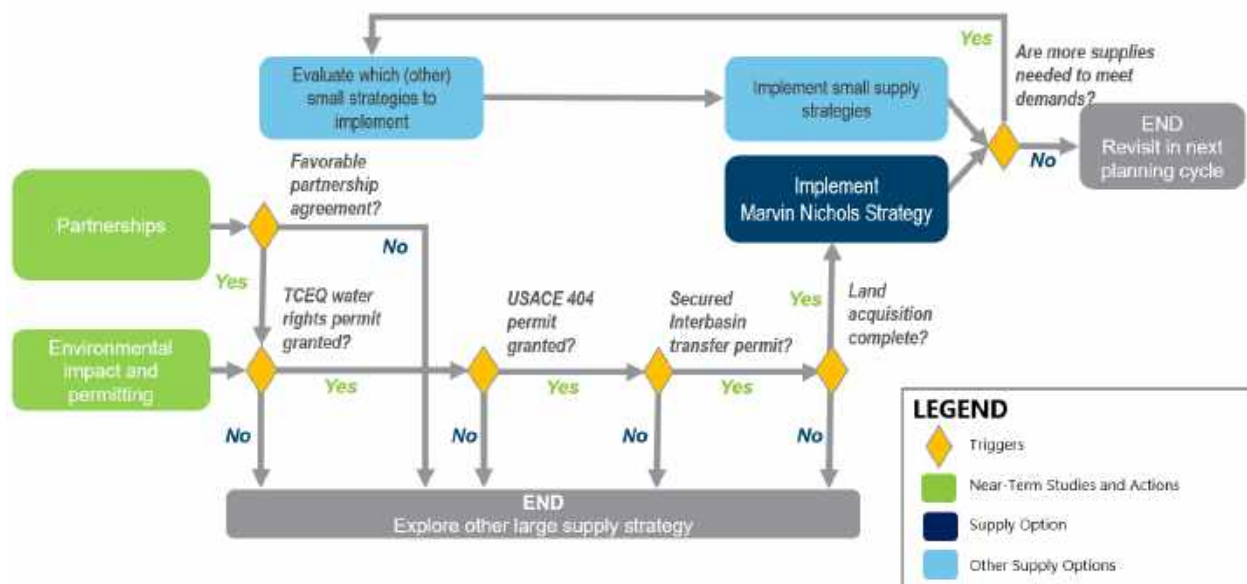 Yes
Are more supplies
needed to meet
demands?
Evaluate which (other)
small strategies to
implement
Implement small supply
strategies
END
Revisit in next
planning cycle
No
Favorable
partnership
agreement?
Implement
Marvin Nichols Strategy
Partnerships
No
Yes
TCEQ water
rights permit
granted?
USACE 404
permit
granted?
Secured
Interbasin
transfer permit?
Yes
Land
acquisition
complete?
Environmental
impact and
permitting
Yes
Yes
Yes
No
No
No
No
END
Explore other large supply strategy
LEGEND
Triggers
Near-Term Studies and Actions
Supply Option
Other Supply Options